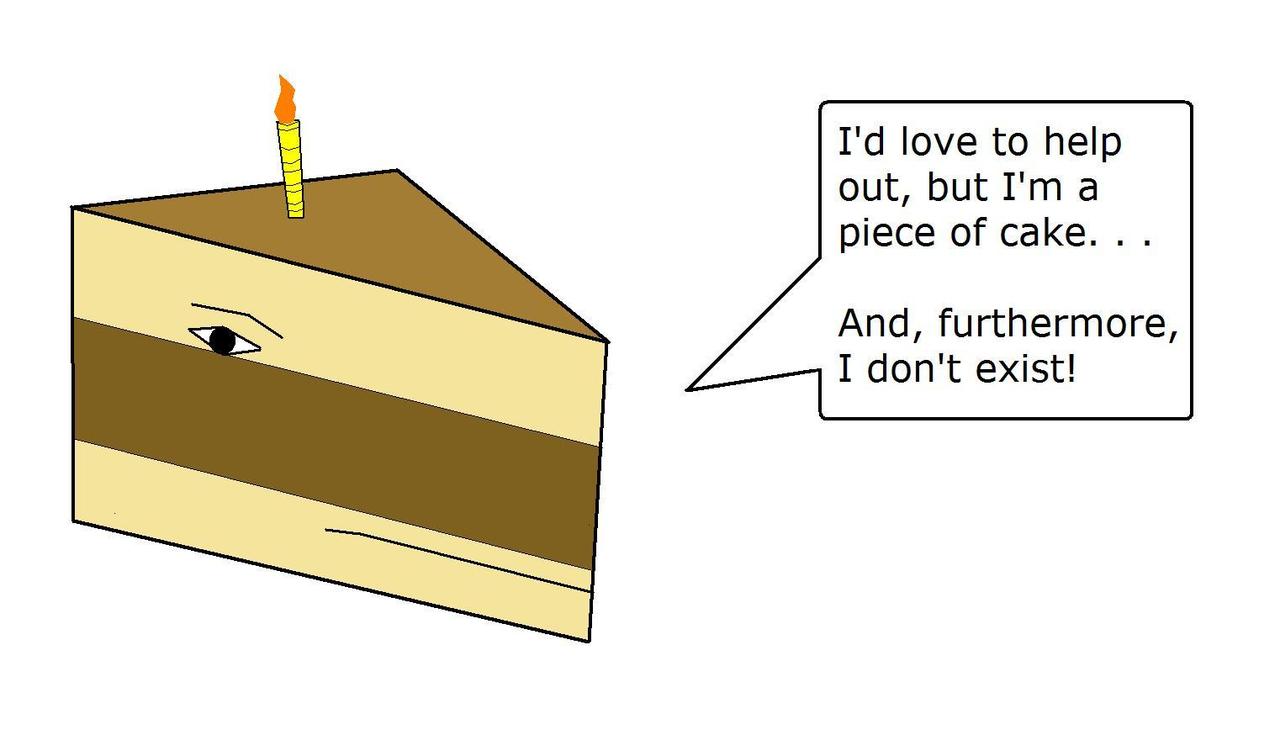 I'd love to help
out, but I'm a
piece of cake. . .
And, furthermore,
I don't exist!